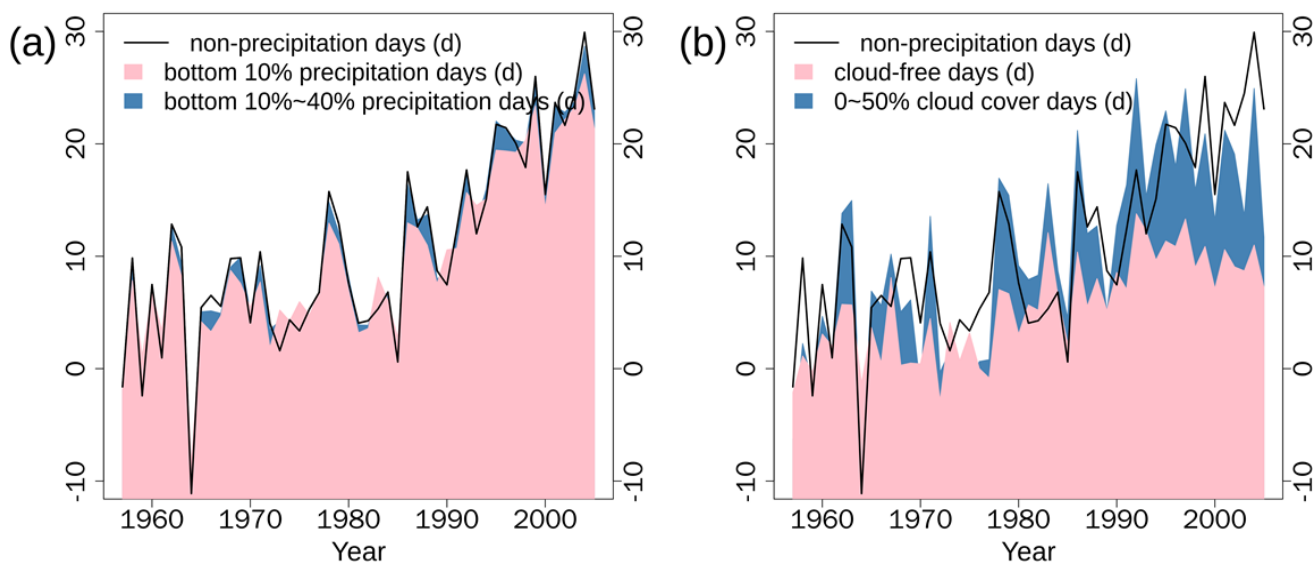 (a)
non-precipitation days (d)
bottom 10% precipitation days (d)
bottom 10%~40% precipitation days (d)
30
20
10
0
-10
30
20
10
0
-10
1960 1970 1980 1990 2000
Year
(b)
non-precipitation days (d)
cloud-free days (d)
0~50% cloud cover days (d)
30
20
10
0
-10
30
20
10
0
-10
1960 1970 1980 1990 2000
Year